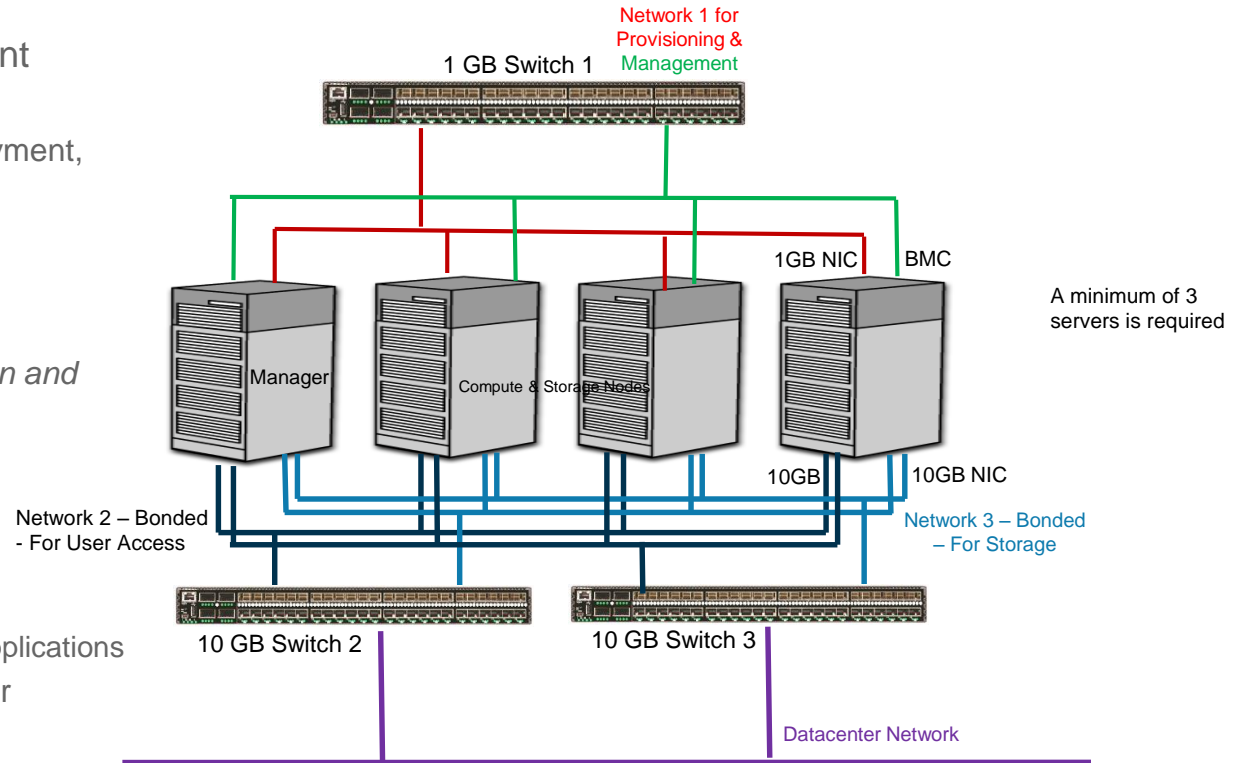 Network 1 for
Provisioning &
Management
nt
1 GB Switch 1
yment,
1GB NIC
BMC
A minimum of 3
servers is required
n and
Manager
Compute & Storage Nodes
10GB
10GB NIC
Network 2 – Bonded
- For User Access
Network 3 – Bonded
– For Storage
10 GB Switch 2
10 GB Switch 3
plications
r
Datacenter Network